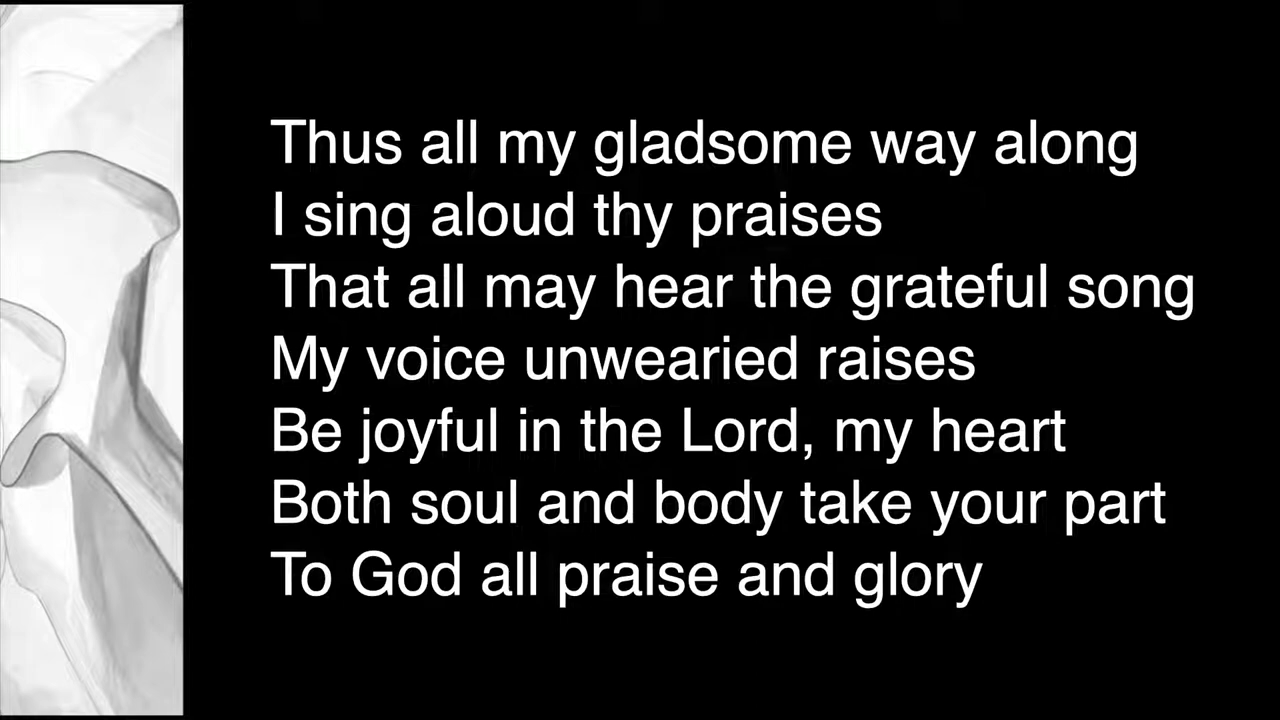 Thus all my gladsome way along
I sing aloud thy praises
That all may hear the grateful song
My voice unwearied raises
Be joyful in the Lord, my heart
Both soul and body take your part
To God all praise and glory